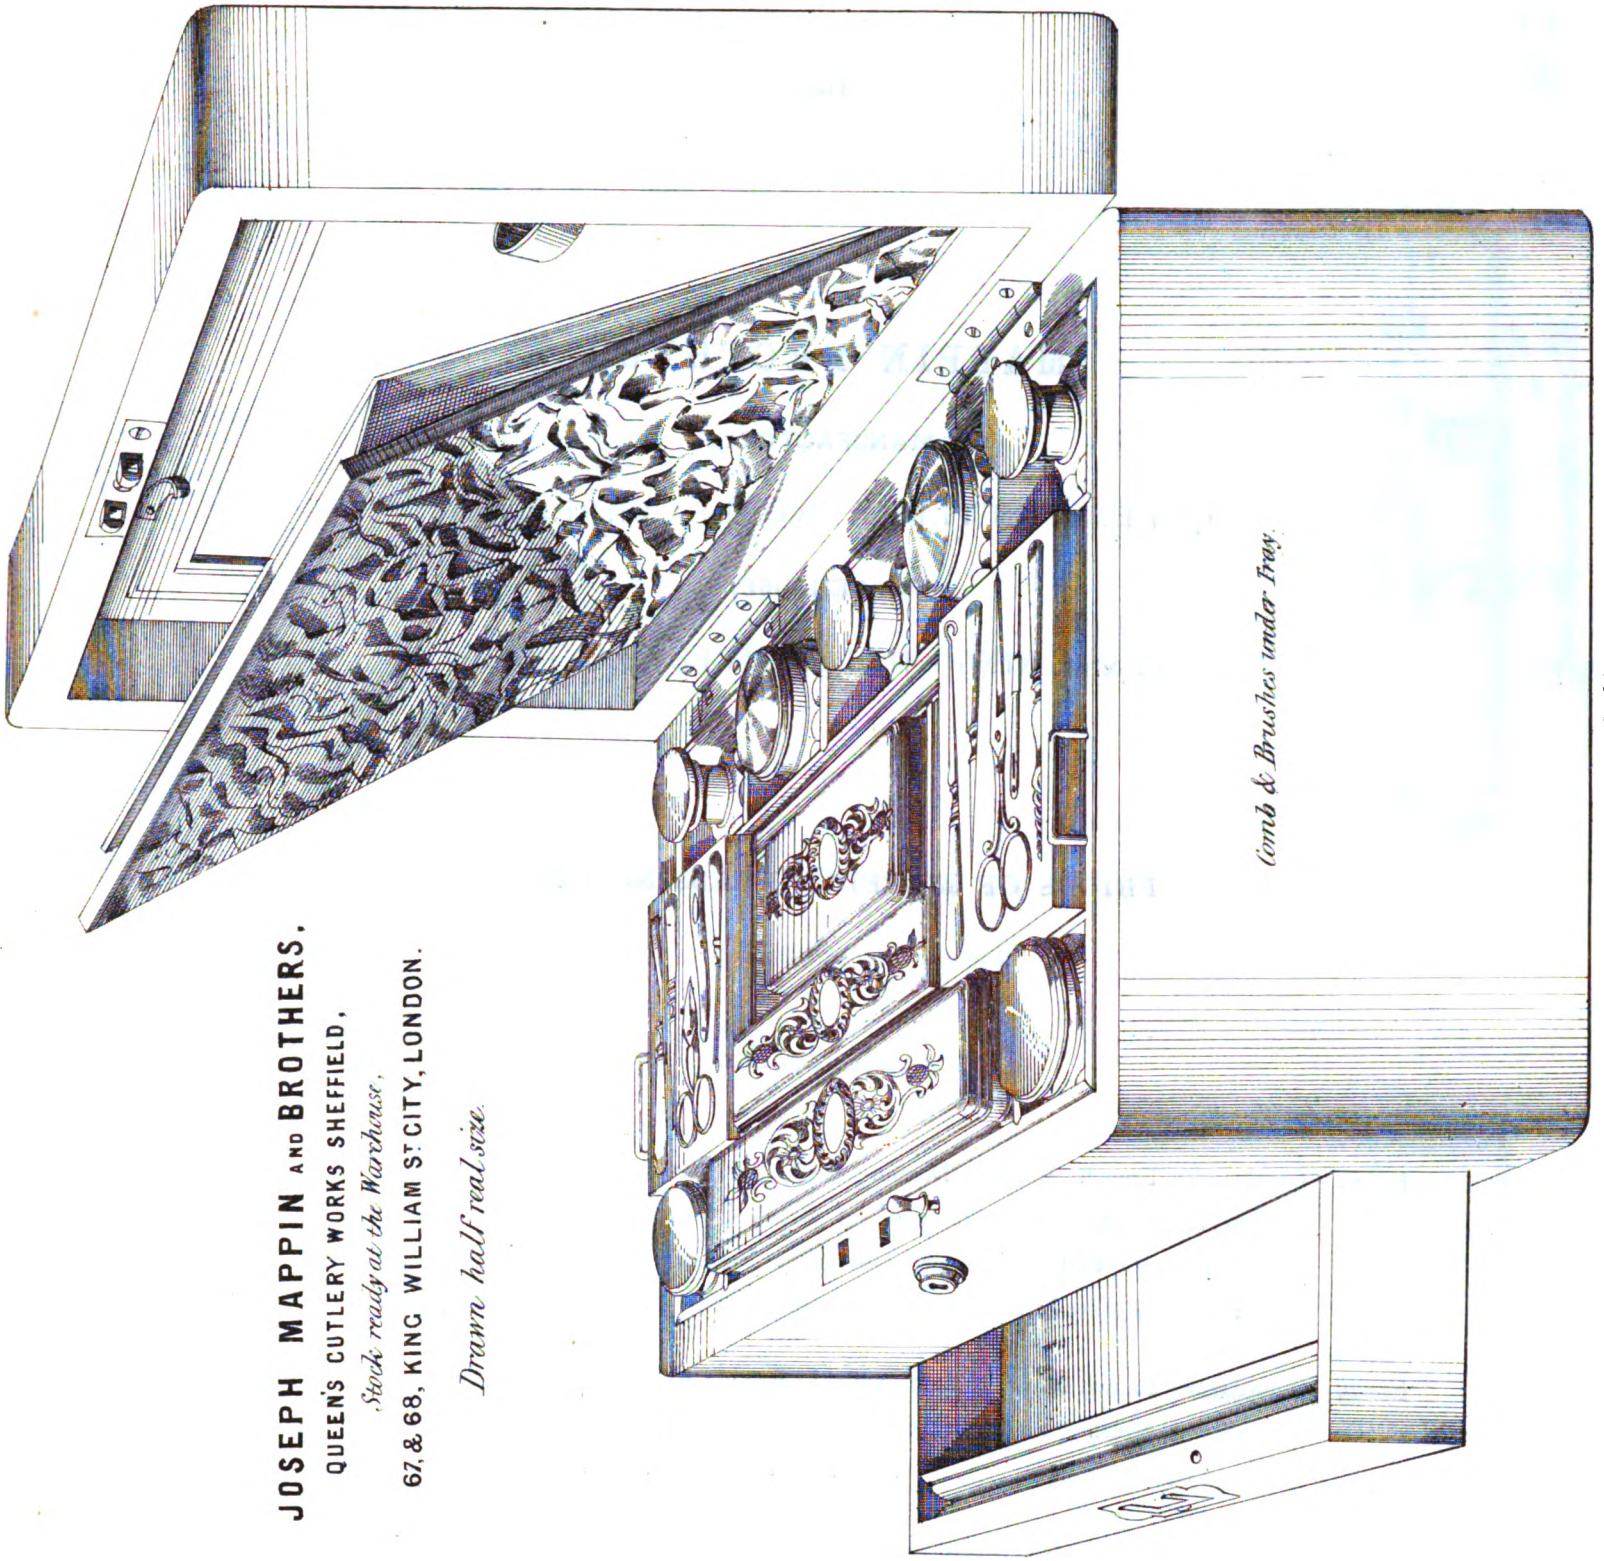 JOSEPH MAPPIN AND BROTHERS,
QUEEN'S CUTLERY WORKS SHEFFIELD,
Stock ready at the Warehouse,
67, & 68, KING WILLIAM ST CITY, LONDON.
Drawn half real size.
Comb & Brushes under Tray.